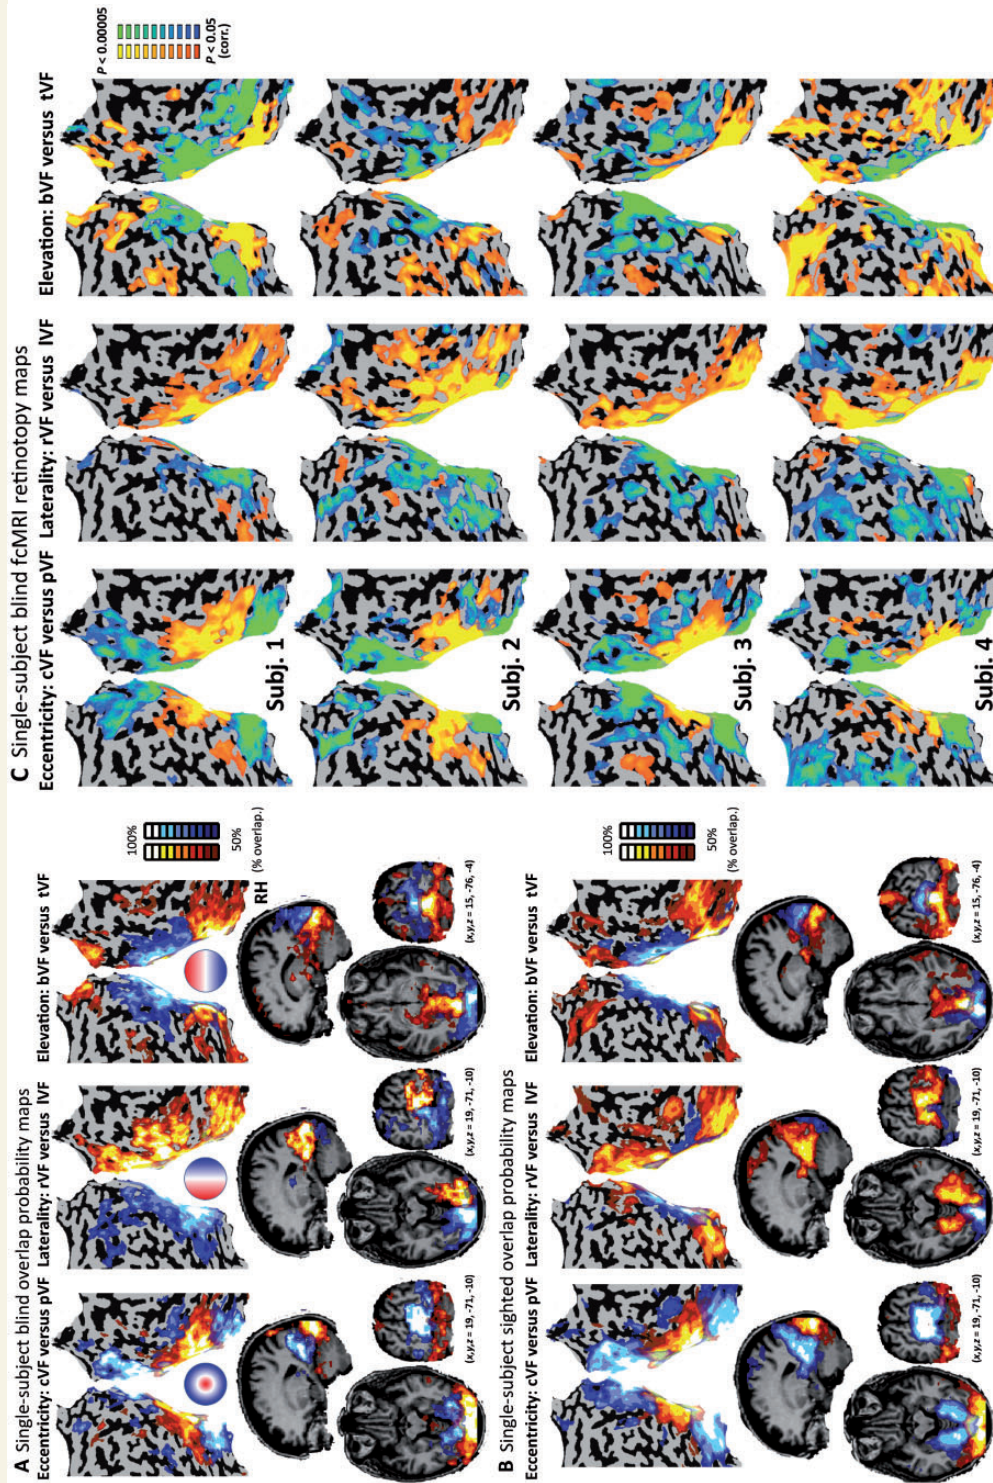 A Single-subject blind overlap probability maps
Eccentricity: cVF versus pVF
Laterality: rVF versus lVF
Elevation: bVF versus tVF
100%
50%
(% overlap.)
RH
(x,y,z = 19, -71, -10)
(x,y,z = 19, -71, -10)
(x,y,z = 15, -76, -4)
B Single-subject sighted overlap probability maps
Eccentricity: cVF versus pVF
Laterality: rVF versus lVF
Elevation: bVF versus tVF
100%
50%
(% overlap.)
(x,y,z = 19, -71, -10)
(x,y,z = 19, -71, -10)
(x,y,z = 15, -76, -4)
C Single-subject blind fcMRI retinotopy maps
Eccentricity: cVF versus pVF
Laterality: rVF versus lVF
Elevation: bVF versus tVF
P < 0.00005
P < 0.05
(corr.)
Subj. 1
Subj. 2
Subj. 3
Subj. 4